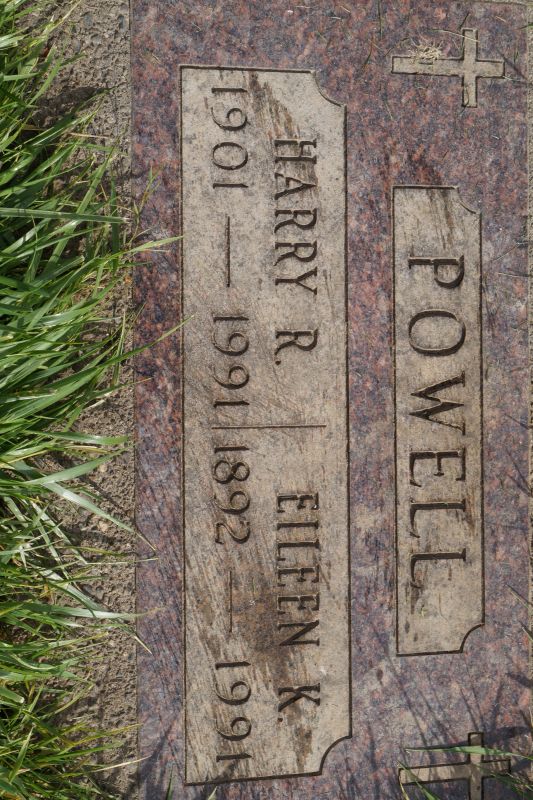 POWELL
HARRY R. EILEEN K.
1901 — 1991 1892 — 1991